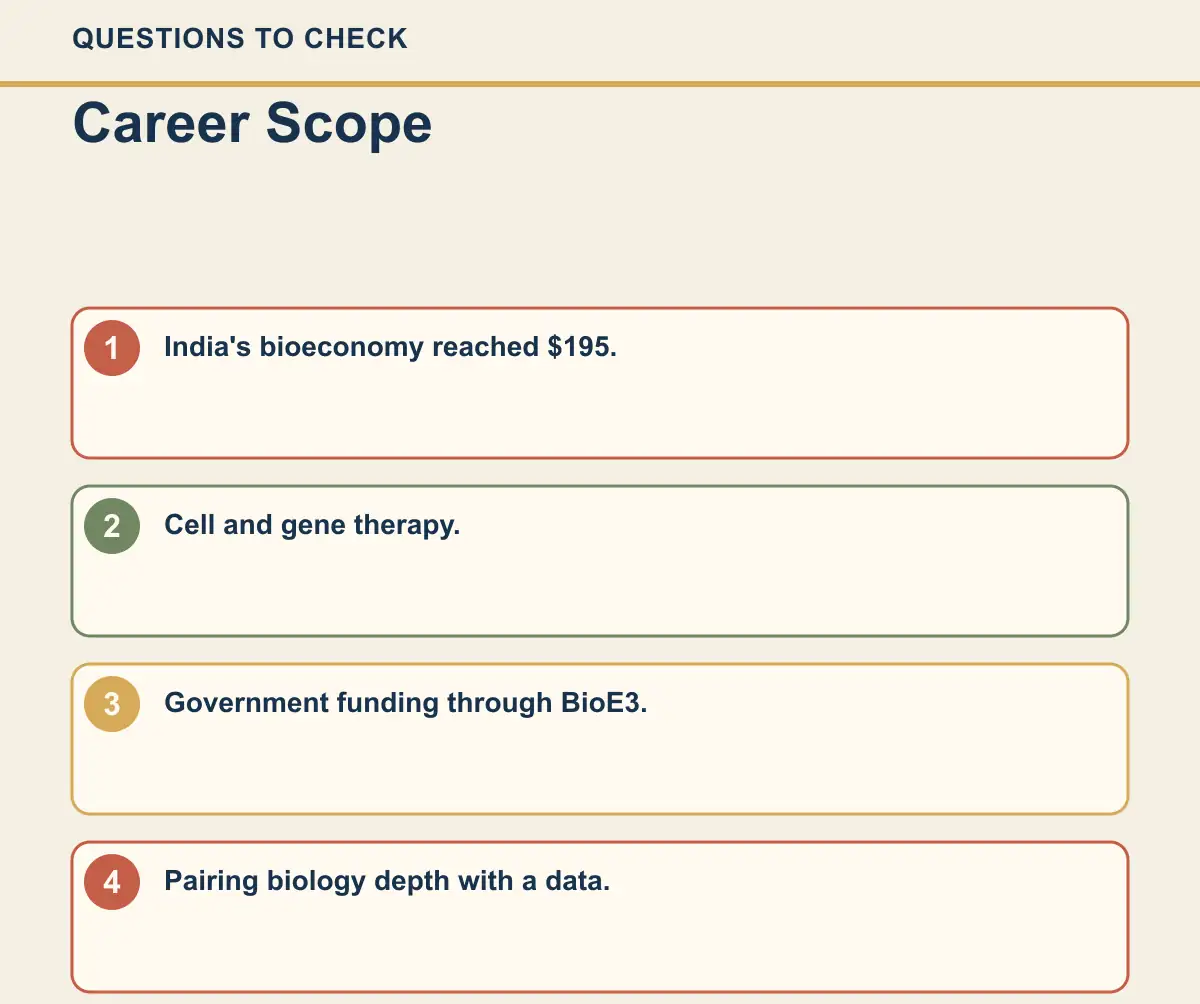 QUESTIONS TO CHECK
Career Scope
1 India's bioeconomy reached $195.
2 Cell and gene therapy.
3 Government funding through BioE3.
4 Pairing biology depth with a data.